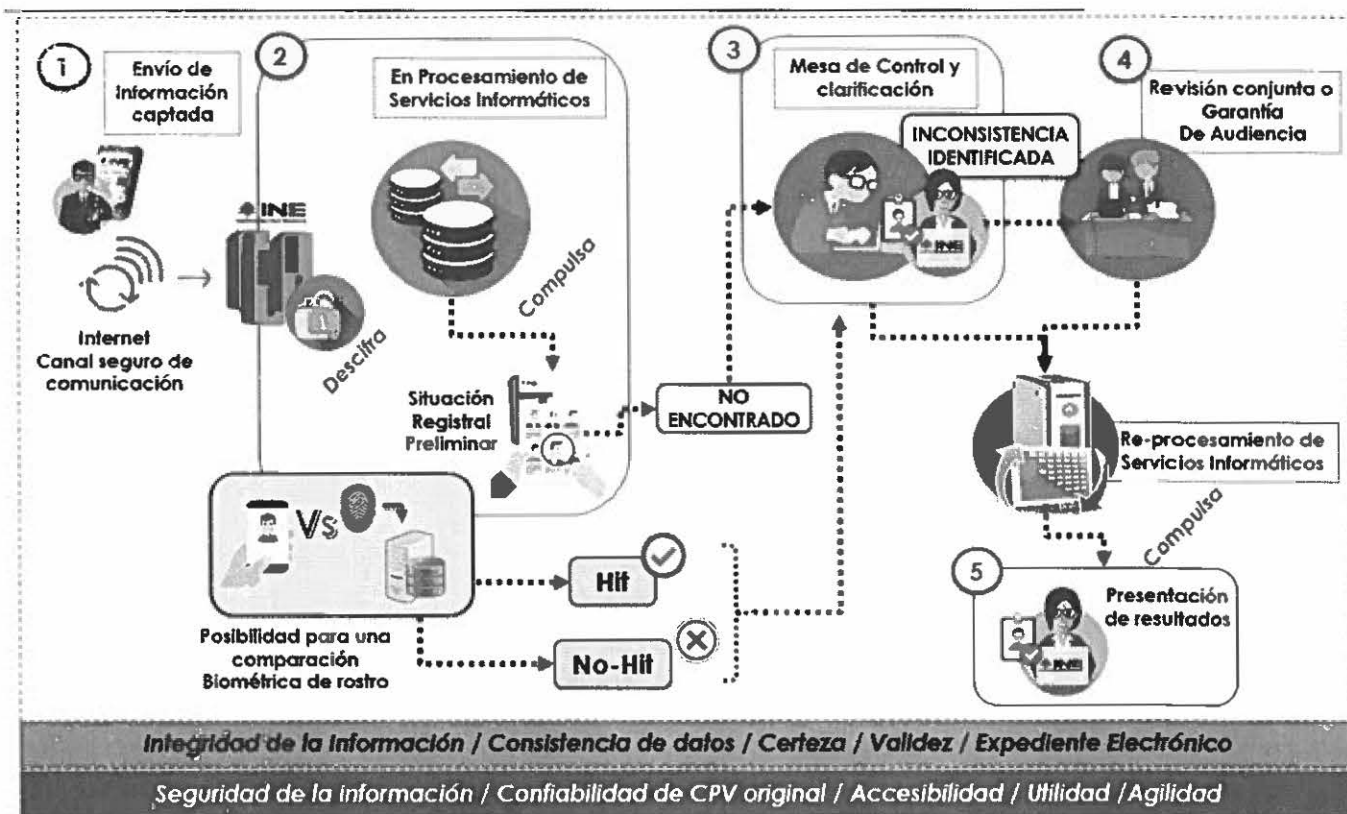 1
Envío de
Información
captada
Internet
Canal seguro de
comunicación
INE
2
En Procesamiento de
Servicios Informáticos
Descifra
Compulsa
Situación
Registral
Preliminar
NO
ENCONTRADO
Vs
Posibilidad para una
comparación
Biométrica de rostro
Hit
No-Hit
3
Mesa de Control y
clarificación
INCONSISTENCIA
IDENTIFICADA
INE
4
Revisión conjunta o
Garantía
De Audiencia
Re-procesamiento de
Servicios Informáticos
Compulsa
5
Presentación
de resultados
INE
Integridad de la Información / Consistencia de datos / Certeza / Validez / Expediente Electrónico
Seguridad de la información / Confiabilidad de CPV original / Accesibilidad / Utilidad /Agilidad